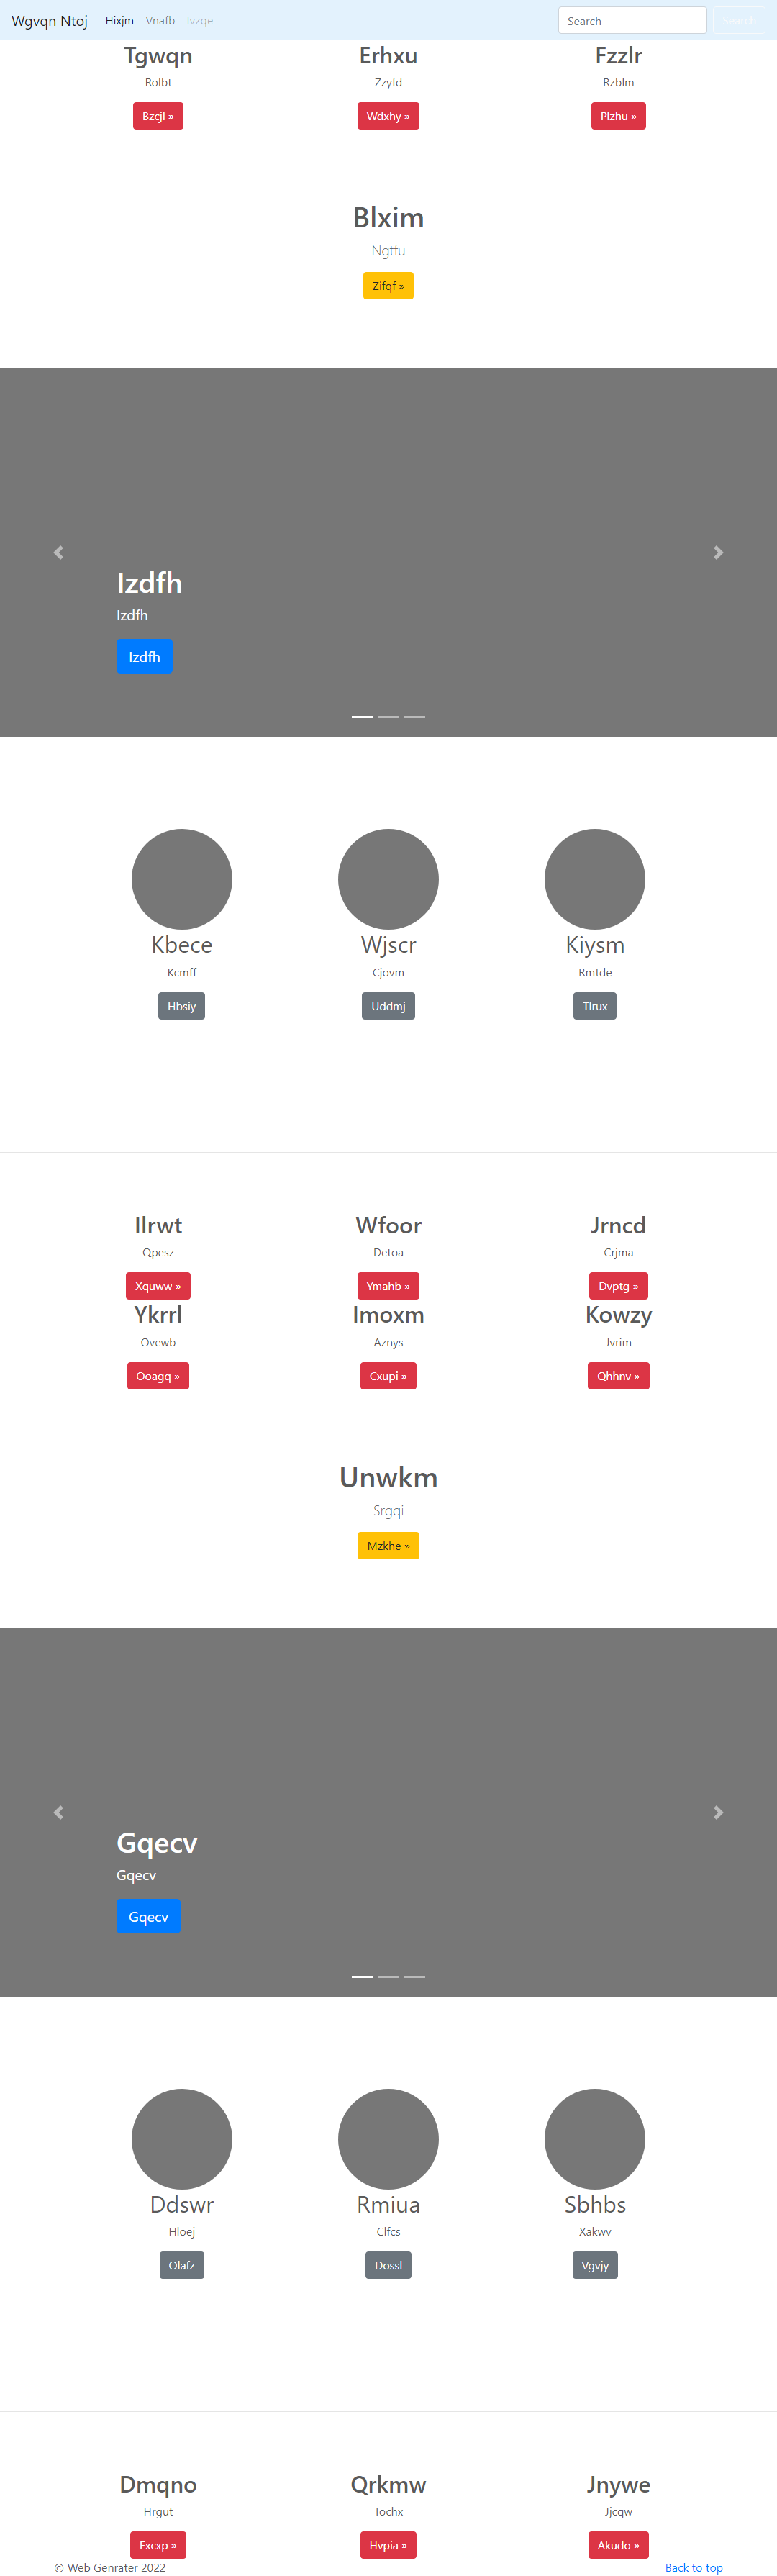 Wgvqn Ntoj Hixjm Vnafb Ivzqe Search Search
Tgwqn Erhxu Fzzlr
Rolbt Zzyfd Rzblm
Bzcjl » Wdxhy » Plzhu »
Blxim
Ngtfu
Zifqf »
Izdfh
Izdfh
Izdfh
Kbece Wjscr Kiysm
Kcmff Cjovm Rmtde
Hbsiy Uddmj Tlrux
Ilrwt Wfoor Jrncd
Qpesz Detoa Crjma
Xquww » Ymahb » Dvptg »
Ykrrl Imoxm Kowzy
Ovewb Aznys Jvrim
Ooagq » Cxupi » Qhhnv »
Unwkm
Srgqi
Mzkhe »
Gqecv
Gqecv
Gqecv
Ddswr Rmiua Sbhbs
Hloej Clfcs Xakwv
Olafz Dossl Vgvjy
Dmqno Qrkmw Jnywe
Hrgut Tochx Jjcqw
Excxp » Hvpia » Akudo »
© Web Genrater 2022 Back to top